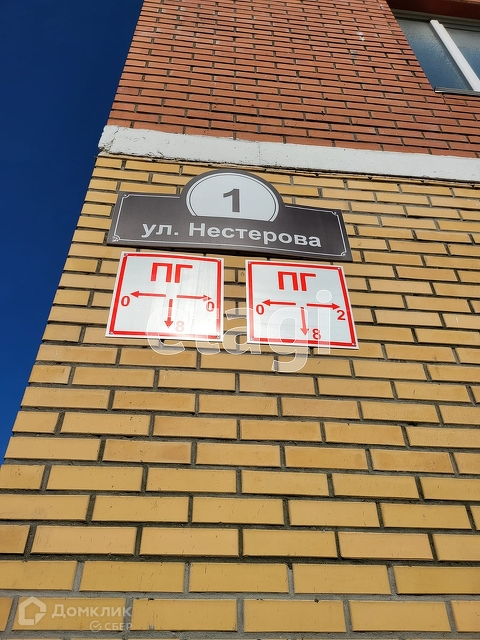 1
ул. Нестерова
ПГ
0 0
8
ПГ
0 2
8
etagi
Домклик
СБЕР